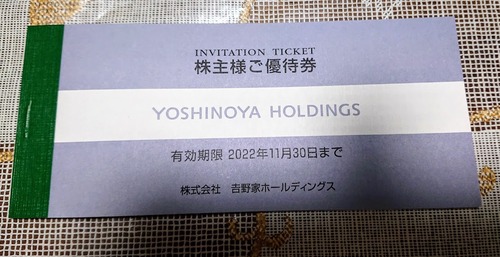 INVITATION TICKET
株主様ご優待券
YOSHINOYA HOLDINGS
有効期限 2022年11月30日まで
株式会社 𠮷野家ホールディングス